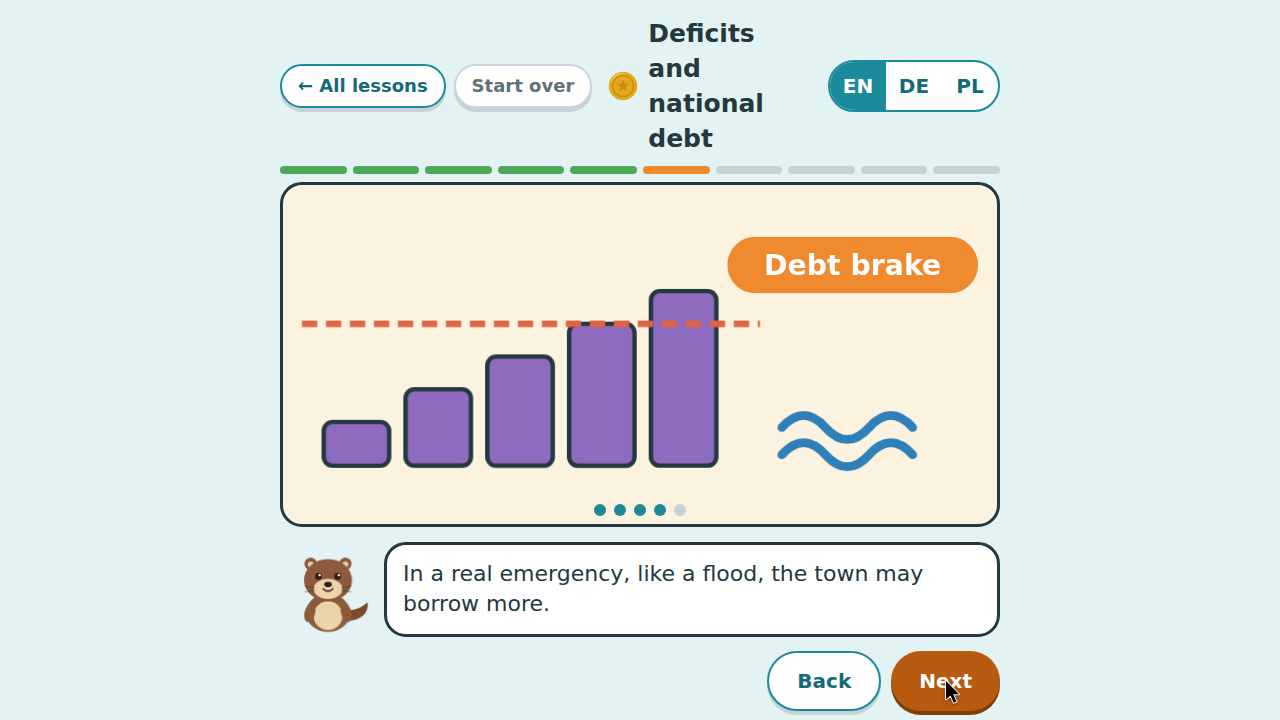 ← All lessons
Start over
Deficits
and
national
debt
EN DE PL
Debt brake
In a real emergency, like a flood, the town may
borrow more.
Back
Next